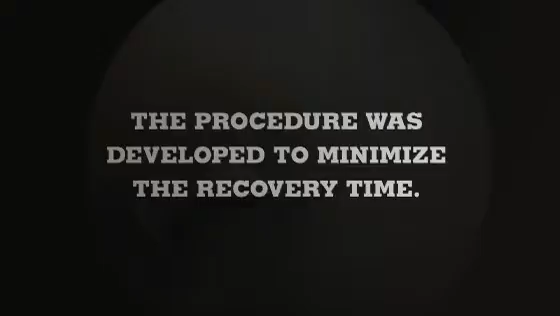 THE PROCEDURE WAS
DEVELOPED TO MINIMIZE
THE RECOVERY TIME.